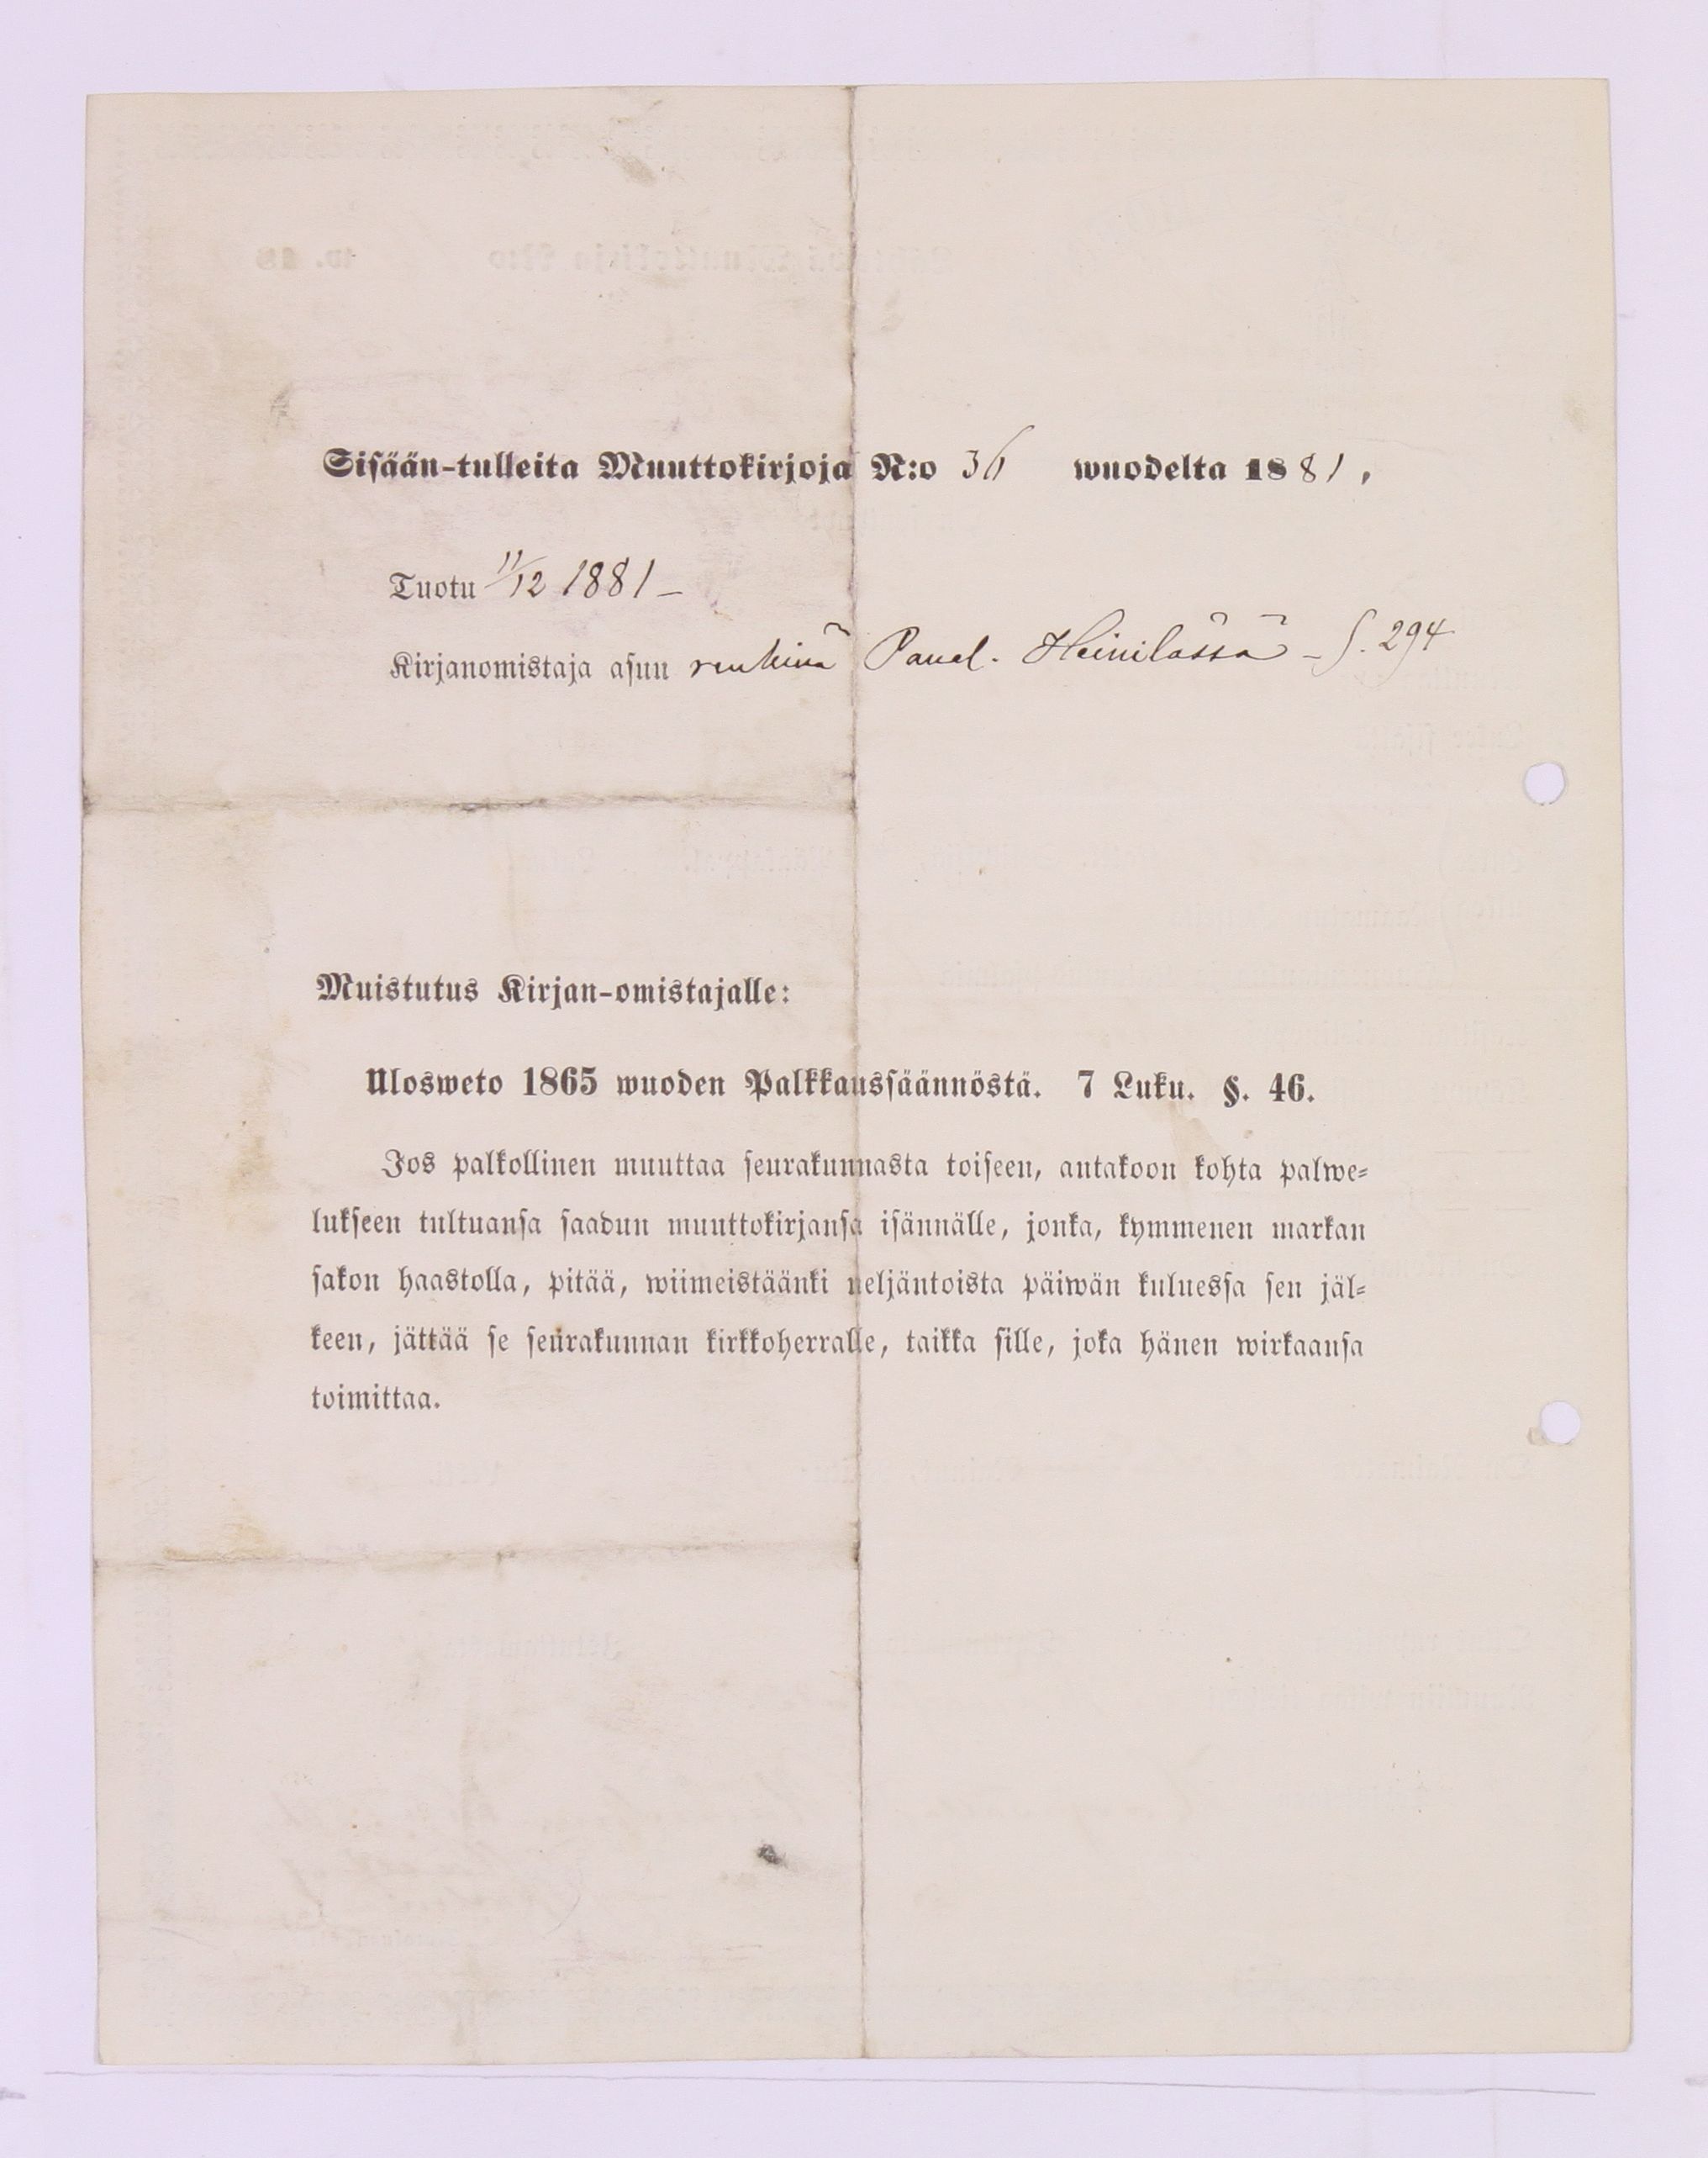 Sisään-tulleita Muuttokirjoja N:o 36 wuodelta 1881.
Tuotu 11/12 1881 –
Kirjanomistaja asuu renkinä Panel. Heinilässä – S. 294
Muistutus Kirjan-omistajalle:
Ulosweto 1865 wuoden Palkkaussäännöstä. 7 Luku. §. 46.
Jos palkollinen muuttaa seurakunnasta toiseen, antakoon kohta palwe-
lukseen tultuansa saadun muuttokirjansa isännälle, jonka, kymmenen markan
sakon haastolla, pitää, wiimeistäänki neljäntoista päiwän kuluessa sen jäl-
keen, jättää se seurakunnan kirkkoherralle, taikka sille, joka hänen wirkaansa
toimittaa.